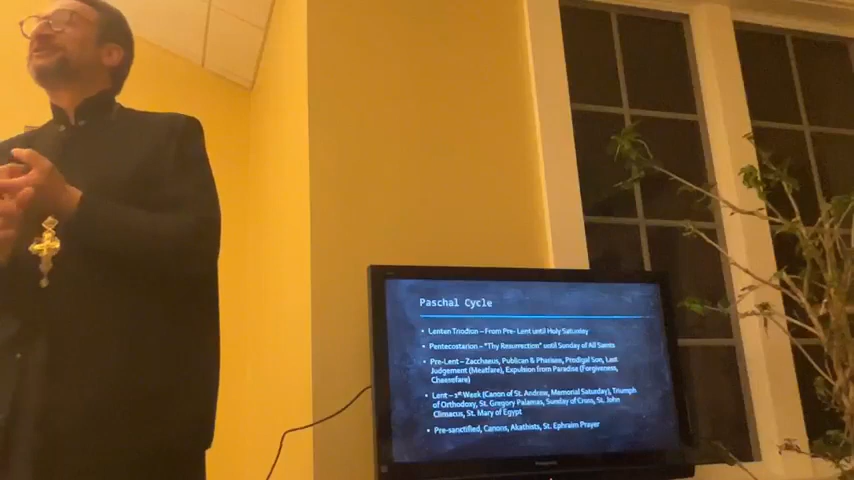 Paschal Cycle
• Lenten Triodion – From Pre-Lent until Holy Saturday
• Pentecostarion – "Thy Resurrection" until Sunday of All Saints
• Pre-Lent – Zacchaeus, Publican & Pharisee, Prodigal Son, Last
Judgement (Meatfare), Expulsion from Paradise (Forgiveness,
Cheesefare)
• Lent – 1st Week (Canon of St. Andrew, Memorial Saturday), Triumph
of Orthodoxy, St. Gregory Palamas, Sunday of Cross, St. John
Climacus, St. Mary of Egypt
• Pre-sanctified, Canons, Akathists, St. Ephraim Prayer
Panasonic